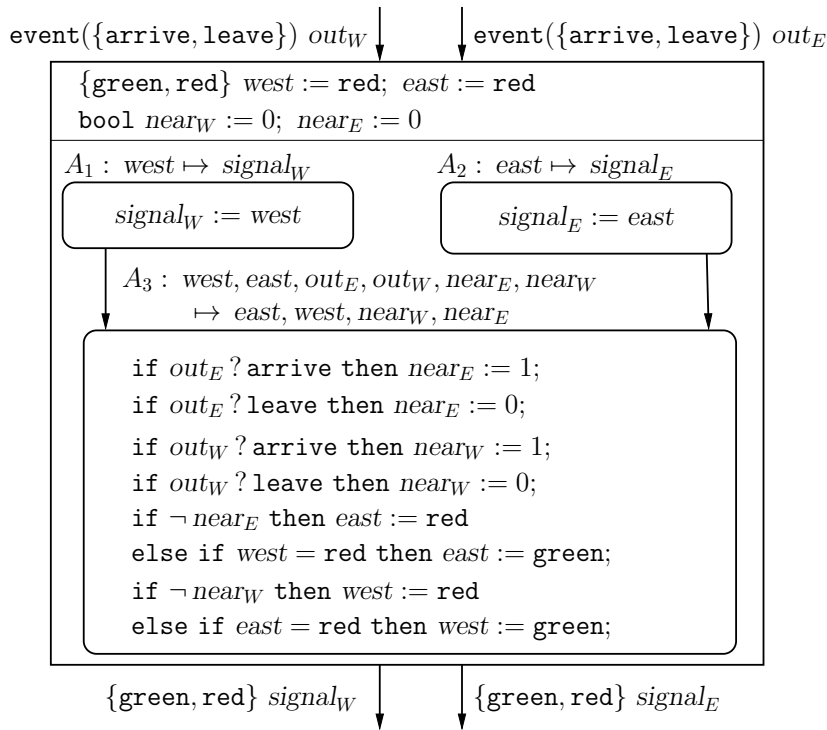 event({arrive, leave}) out_W event({arrive, leave}) out_E
{green, red} west := red; east := red
bool near_W := 0; near_E := 0
A_1 : west ↦ signal_W A_2 : east ↦ signal_E
signal_W := west signal_E := east
A_3 : west, east, out_E, out_W, near_E, near_W
↦ east, west, near_W, near_E
if out_E ? arrive then near_E := 1;
if out_E ? leave then near_E := 0;
if out_W ? arrive then near_W := 1;
if out_W ? leave then near_W := 0;
if ¬ near_E then east := red
else if west = red then east := green;
if ¬ near_W then west := red
else if east = red then west := green;
{green, red} signal_W {green, red} signal_E